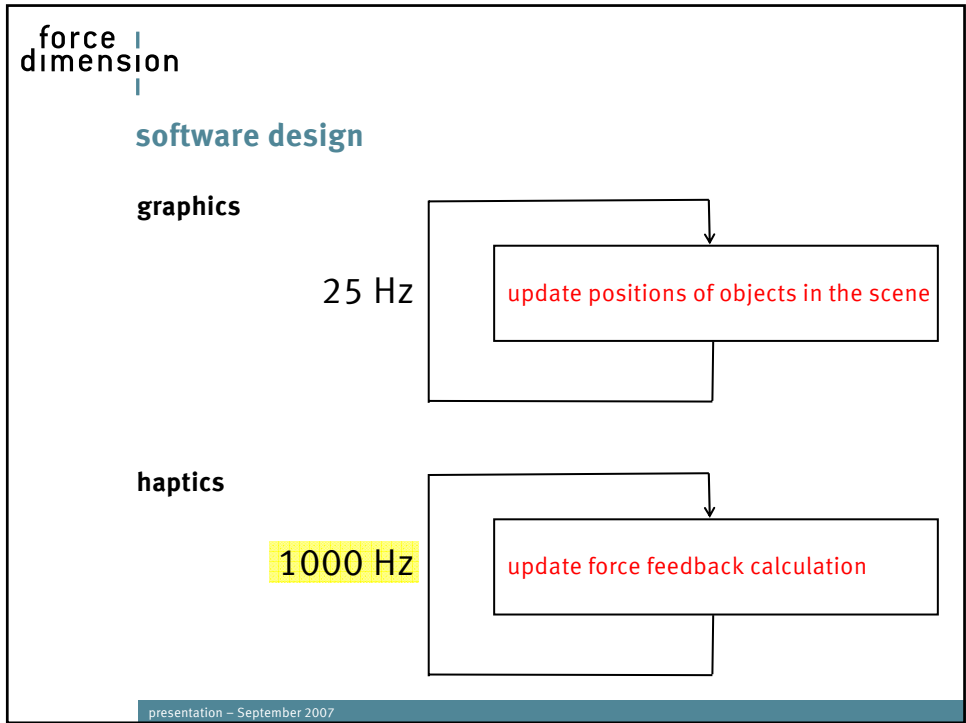 force
dimension
software design
graphics
25 Hz
update positions of objects in the scene
haptics
1000 Hz
update force feedback calculation
presentation – September 2007